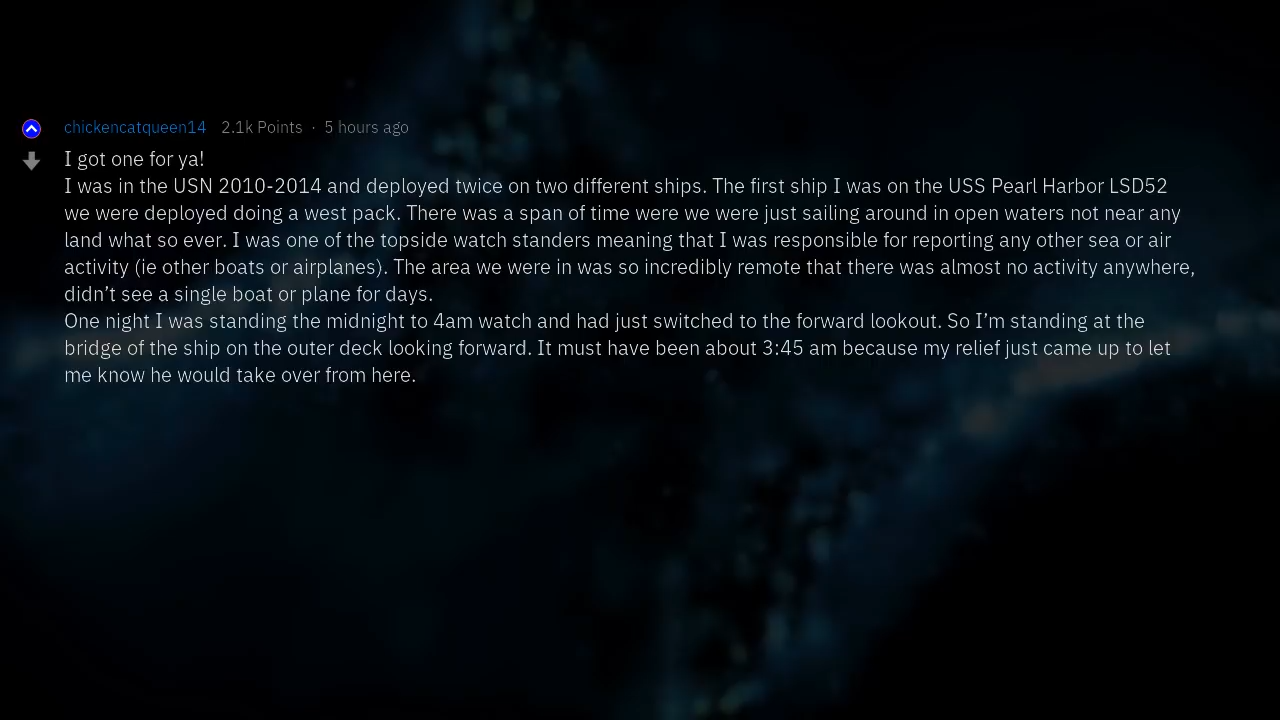 chickencatqueen14 2.1k Points · 5 hours ago
I got one for ya!
I was in the USN 2010-2014 and deployed twice on two different ships. The first ship I was on the USS Pearl Harbor LSD52
we were deployed doing a west pack. There was a span of time were we were just sailing around in open waters not near any
land what so ever. I was one of the topside watch standers meaning that I was responsible for reporting any other sea or air
activity (ie other boats or airplanes). The area we were in was so incredibly remote that there was almost no activity anywhere,
didn’t see a single boat or plane for days.
One night I was standing the midnight to 4am watch and had just switched to the forward lookout. So I’m standing at the
bridge of the ship on the outer deck looking forward. It must have been about 3:45 am because my relief just came up to let
me know he would take over from here.